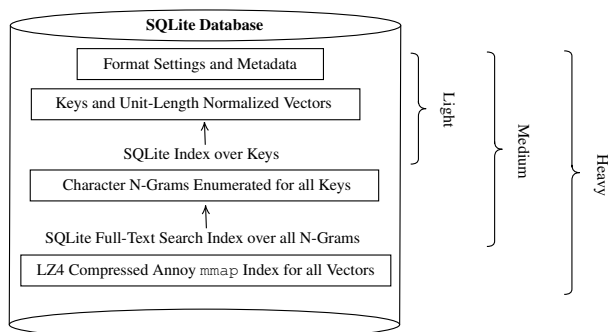 SQLite Database
Format Settings and Metadata
Keys and Unit-Length Normalized Vectors
SQLite Index over Keys
Character N-Grams Enumerated for all Keys
SQLite Full-Text Search Index over all N-Grams
LZ4 Compressed Annoy mmap Index for all Vectors
Light
Medium
Heavy